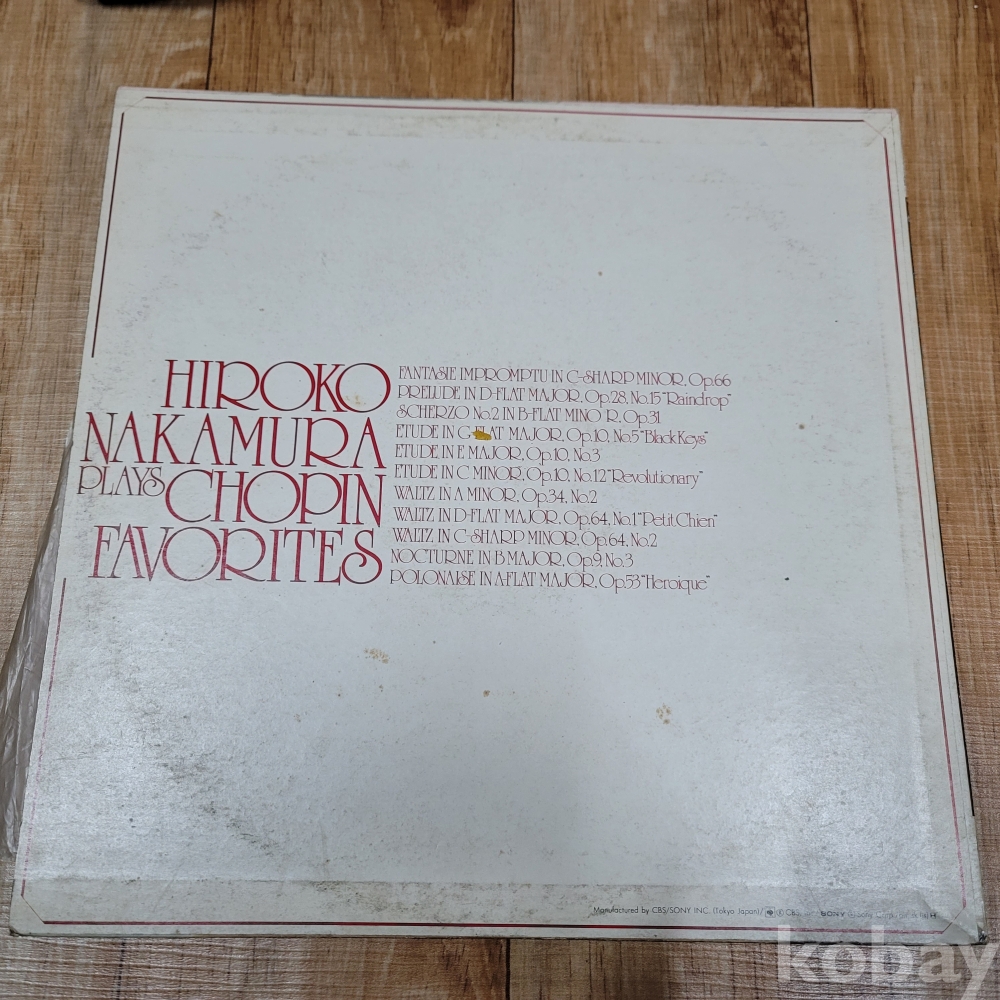 HIROKO
NAKAMURA
PLAYS CHOPIN
FAVORITES
FANTASIE IMPROMPTU IN C-SHARP MINOR, Op.66
PRELUDE IN D-FLAT MAJOR, Op.28, No.15 "Raindrop"
SCHERZO No.2 IN B-FLAT MINO R, Op.31
ETUDE IN G-FLAT MAJOR, Op.10, No.5 "Black Keys"
ETUDE IN E MAJOR, Op.10, No.3
ETUDE IN C MINOR, Op.10, No.12 "Revolutionary"
WALTZ IN A MINOR, Op.34, No.2
WALTZ IN D-FLAT MAJOR, Op.64, No.1 "Petit Chien"
WALTZ IN C-SHARP MINOR, Op.64, No.2
NOCTURNE IN B MAJOR, Op.9, No.3
POLONAISE IN A-FLAT MAJOR, Op.53 "Heroique"
Manufactured by CBS/SONY INC. (Tokyo Japan)/ ℗ CBS, SONY Sony Corp. H
kobay